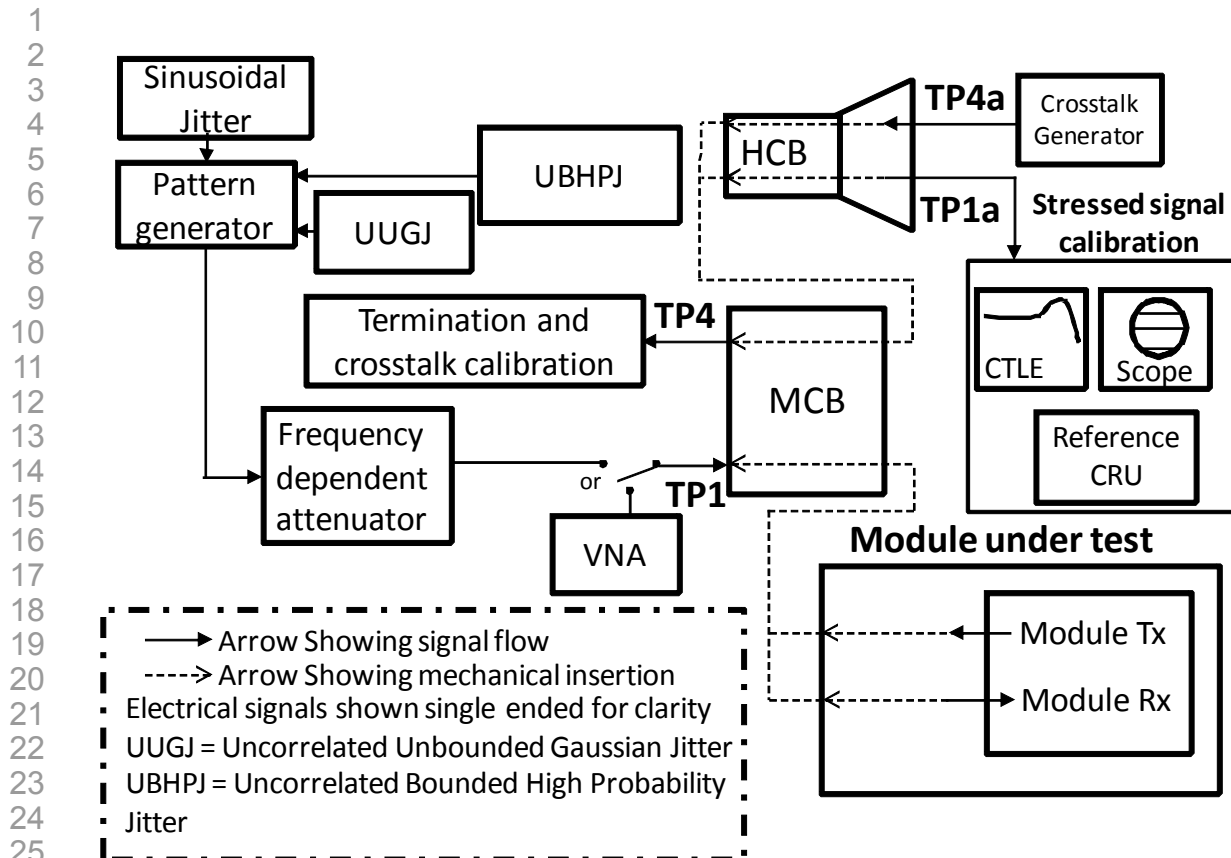 1
2
3
4
5
6
7
8
9
10
11
12
13
14
15
16
17
18
19
20
21
22
23
24
25
Sinusoidal
Jitter
Pattern
generator
UBHPJ
UUGJ
HCB
TP4a
Crosstalk
Generator
TP1a
Stressed signal
calibration
CTLE
Scope
Reference
CRU
Termination and
crosstalk calibration
TP4
MCB
Frequency
dependent
attenuator
or
TP1
VNA
Module under test
Module Tx
Module Rx
Arrow Showing signal flow
Arrow Showing mechanical insertion
Electrical signals shown single ended for clarity
UUGJ = Uncorrelated Unbounded Gaussian Jitter
UBHPJ = Uncorrelated Bounded High Probability
Jitter